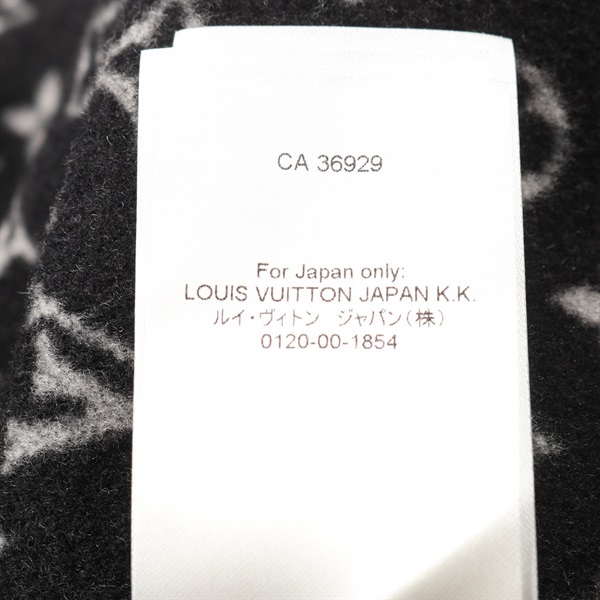 CA 36929
For Japan only:
LOUIS VUITTON JAPAN K.K.
ルイ・ヴィトン ジャパン(株)
0120-00-1854